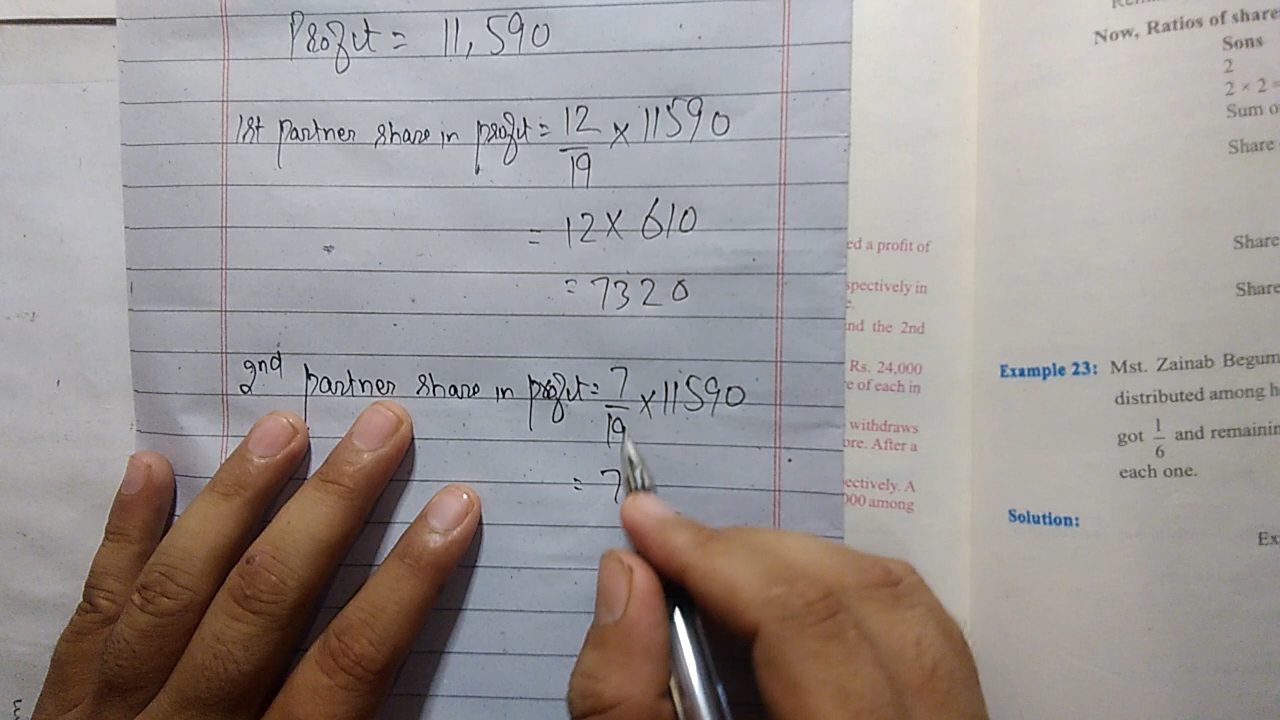 Profit = 11,590
1st partner share in profit = 12/19 × 11590
= 12 × 610
= 7320
2nd partner share in profit = 7/19 × 11590
= 7
ed a profit of
spectively in
nd the 2nd
Rs. 24,000
e of each in
withdraws
ore. After a
ectively. A
000 among
Now, Ratios of share
Sons
2
2 × 2 =
Sum o
Share
Share
Share
Example 23: Mst. Zainab Begum
distributed among h
got 1/6 and remainin
each one.
Solution:
Ex